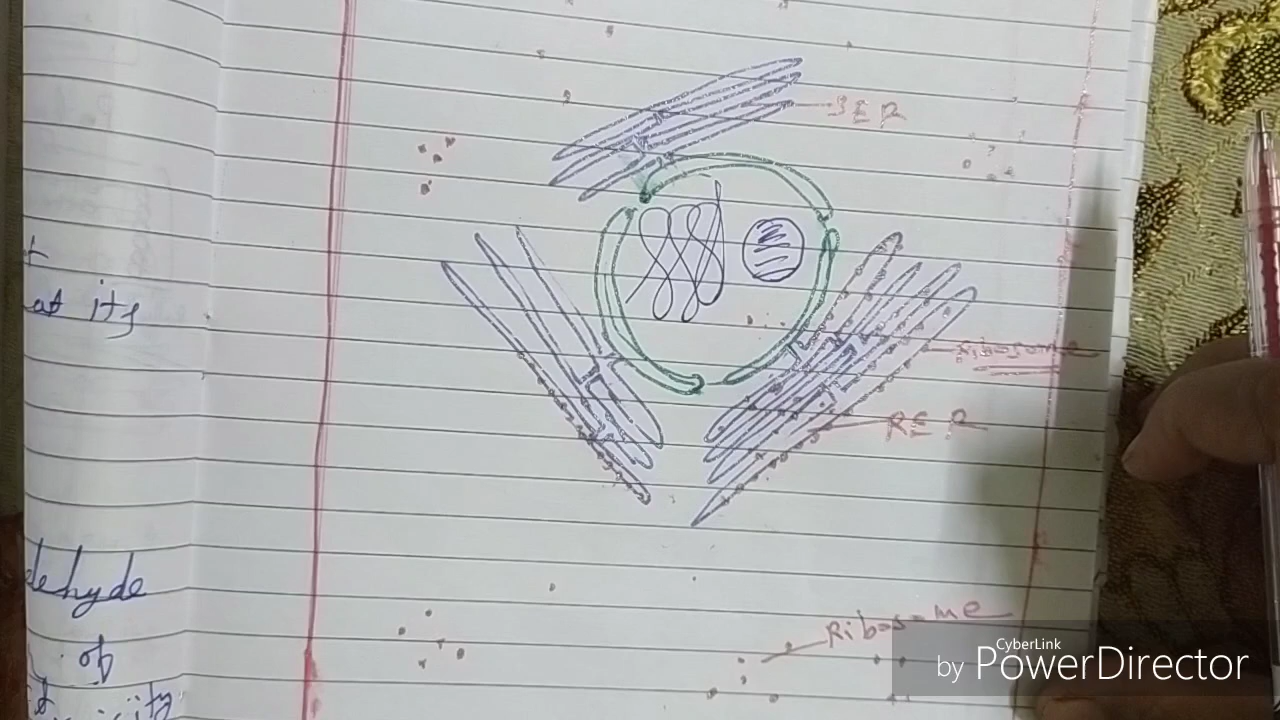 SER
at its
Ribosome
RER
dehyde
Ribosome
of
CyberLink
by PowerDirector